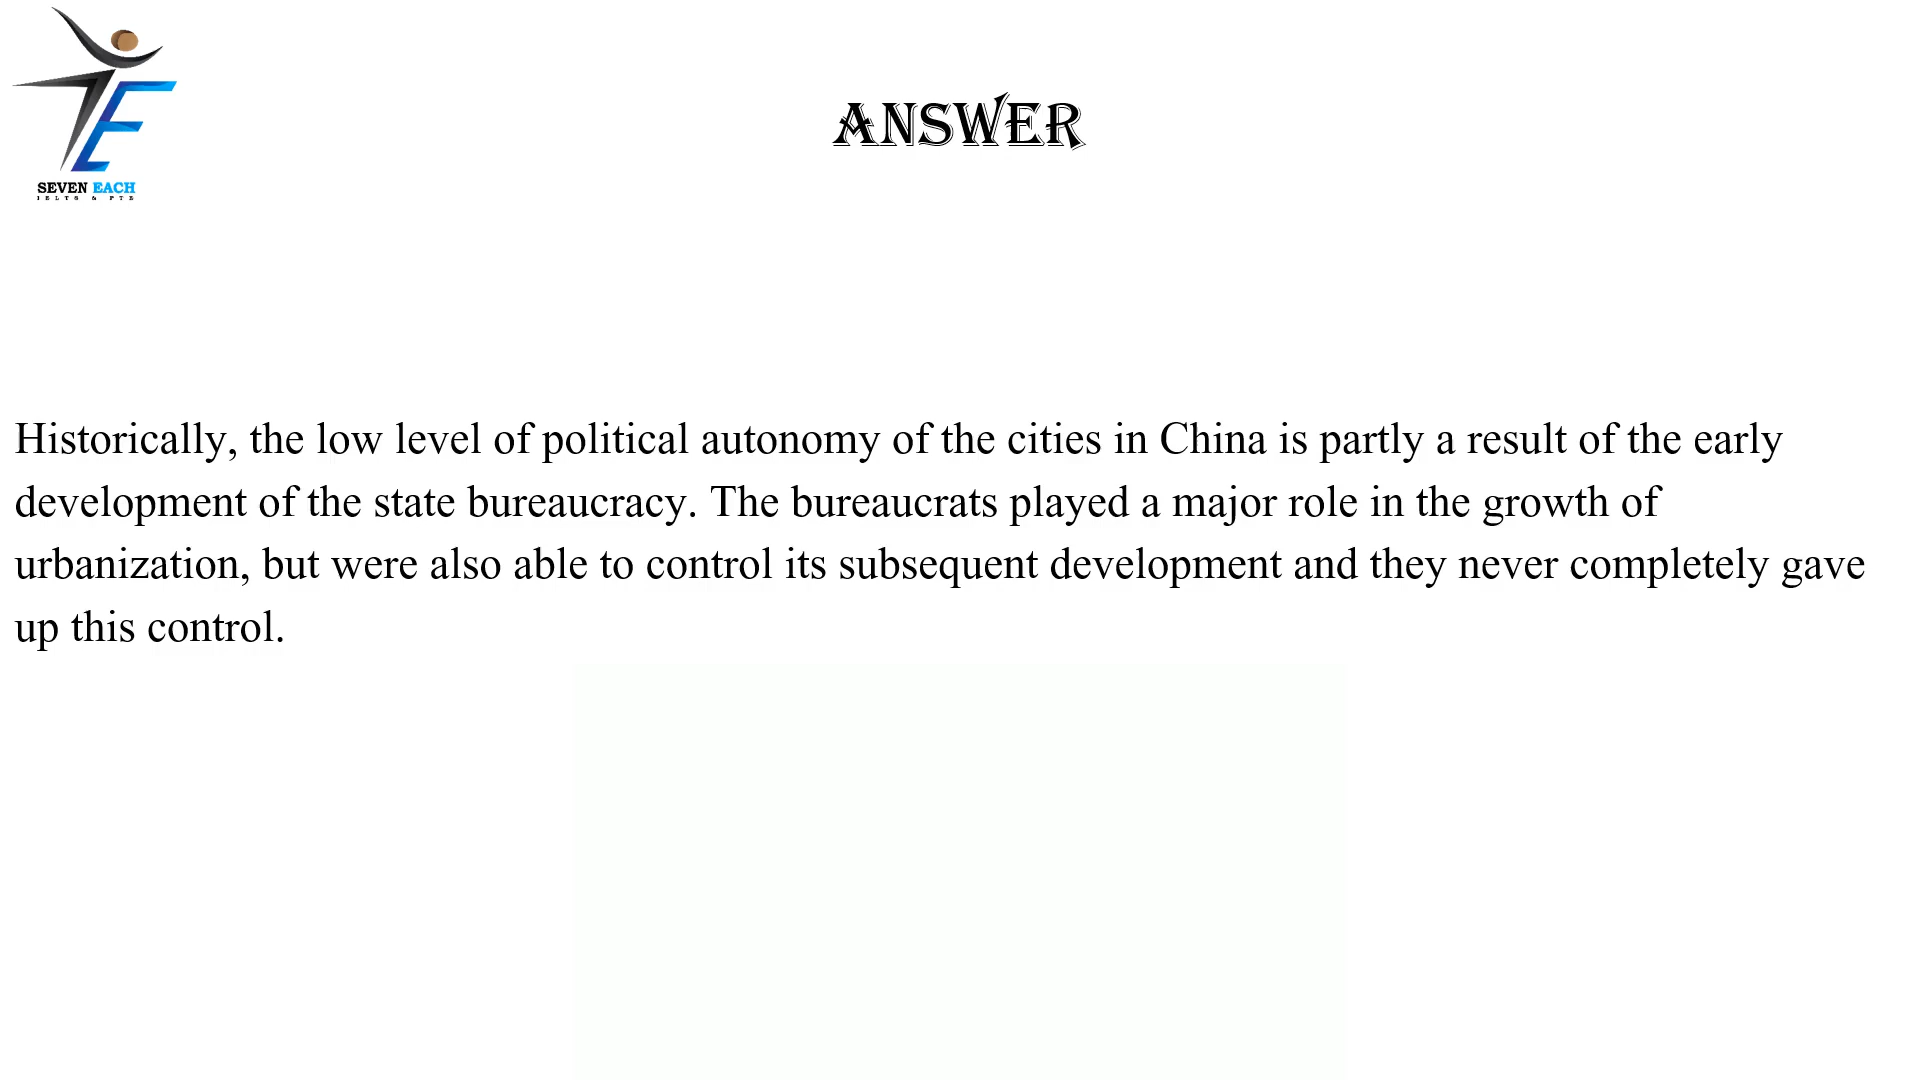 ANSWER
SEVEN EACH
IELTS & PTE
Historically, the low level of political autonomy of the cities in China is partly a result of the early
development of the state bureaucracy. The bureaucrats played a major role in the growth of
urbanization, but were also able to control its subsequent development and they never completely gave
up this control.